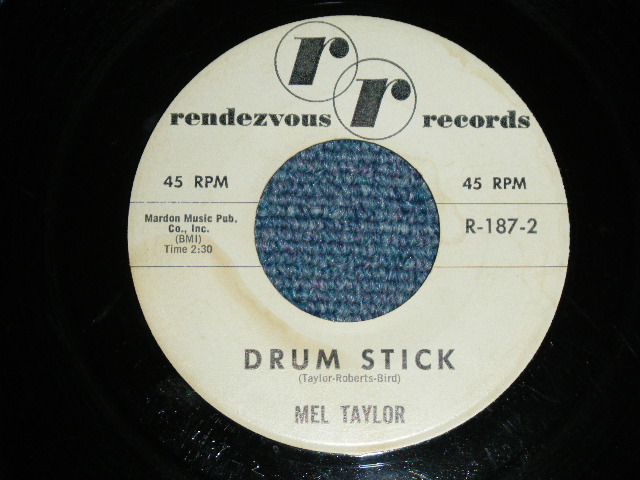 r
r
rendezvous records
45 RPM
45 RPM
Mardon Music Pub.
Co., Inc.
(BMI)
Time 2:30
R-187-2
DRUM STICK
(Taylor-Roberts-Bird)
MEL TAYLOR